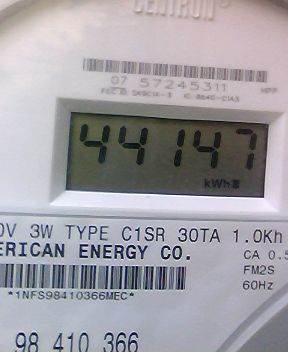 CENTRON
07 57245311
44147
kWh
0V 3W TYPE C1SR 30TA 1.0Kh
ERICAN ENERGY CO.
CA 0.5
FM2S
*1NFS98410366MEC*
60Hz
98 410 366